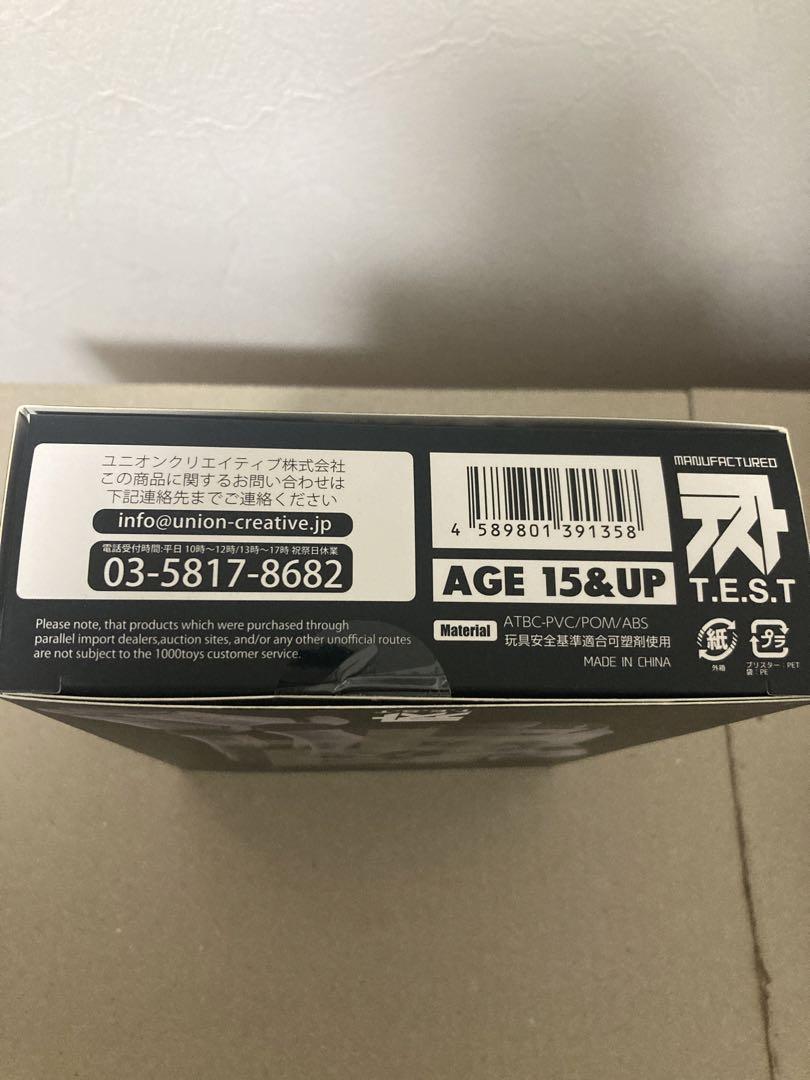 ユニオンクリエイティブ株式会社
この商品に関するお問い合わせは
下記連絡先までご連絡ください
info@union-creative.jp
電話受付時間:平日 10時～12時/13時～17時 祝祭日休業
03-5817-8682
Please note, that products which were purchased through
parallel import dealers,auction sites, and/or any other unofficial routes
are not subject to the 1000toys customer service.
4 589801 391358
AGE 15&UP
Material
ATBC-PVC/POM/ABS
玩具安全基準適合可塑剤使用
MADE IN CHINA
MANUFACTURED
テスト
T.E.S.T
紙
外箱
プラ
ブリスター：PET
袋：PE